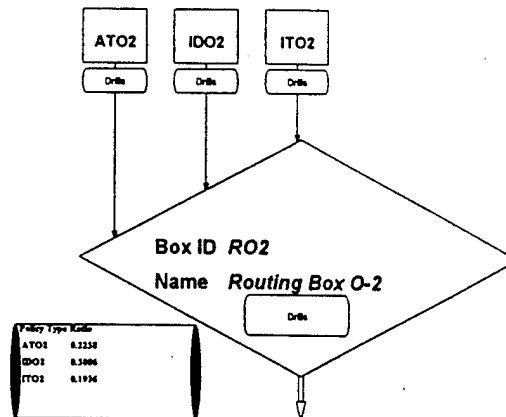 ATO2 IDO2 ITO2
Drills Drills Drills
Box ID RO2
Name Routing Box O-2
Drills
Policy Type Ratio
ATO2 0.2258
IDO2 0.5806
ITO2 0.1936